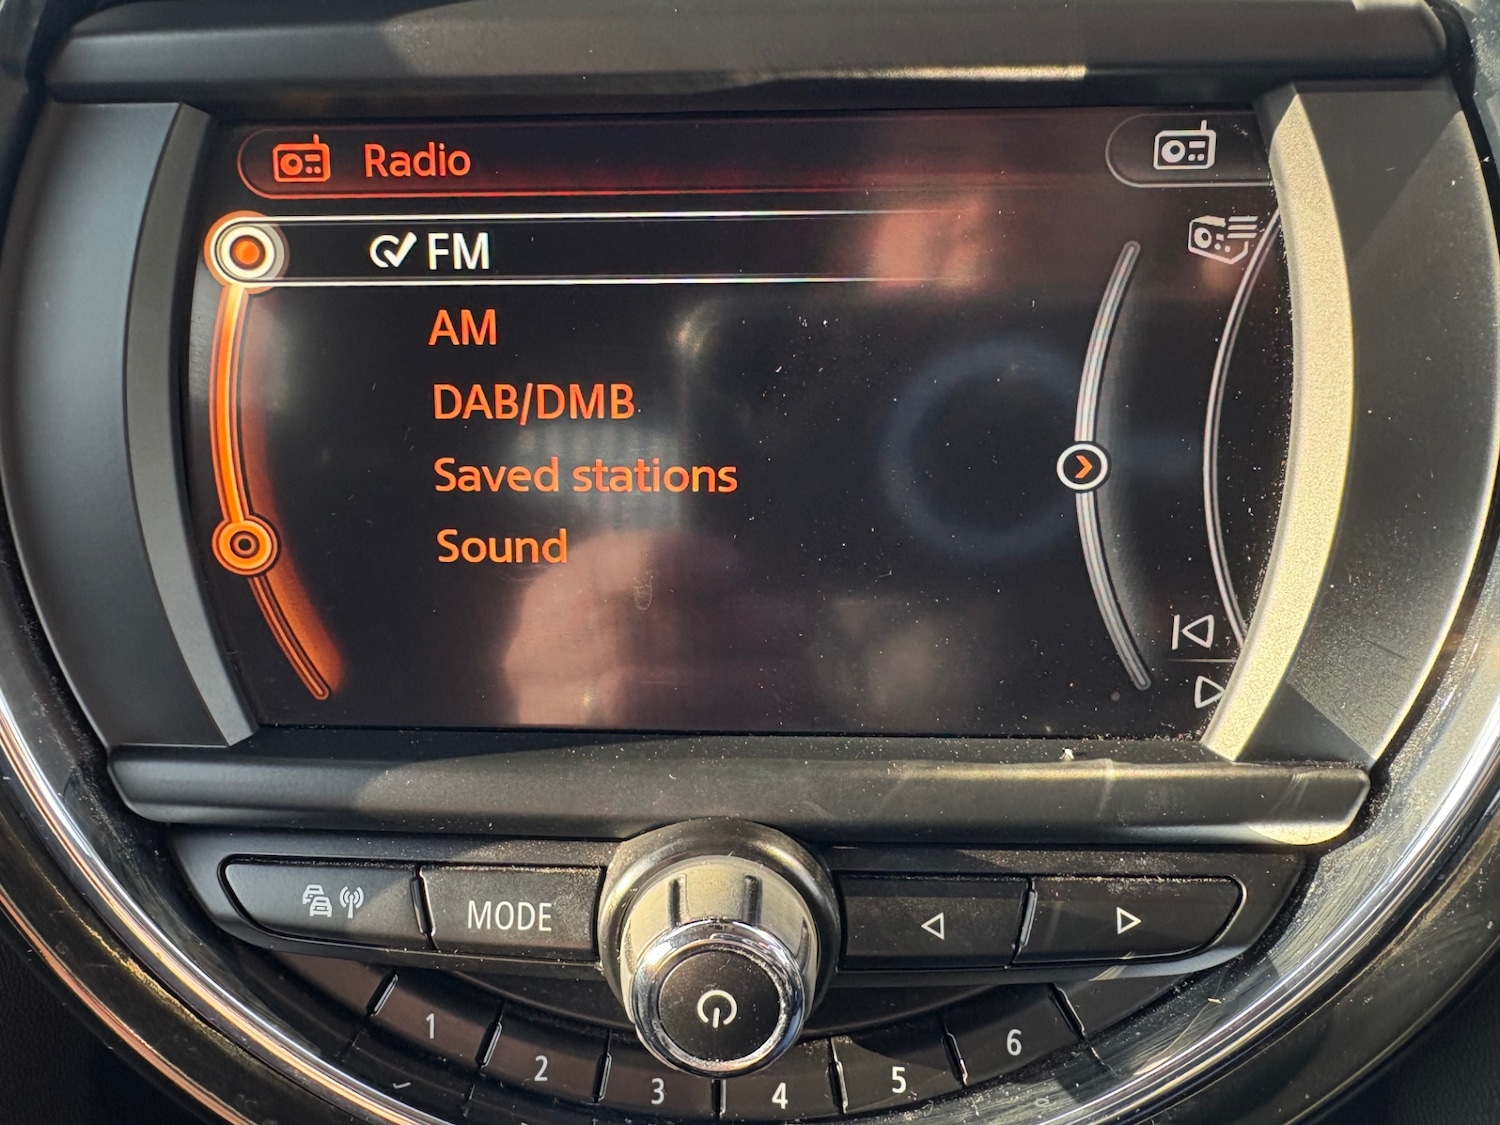 Radio
FM
AM
DAB/DMB
Saved stations
Sound
MODE
1
2
3
4
5
6